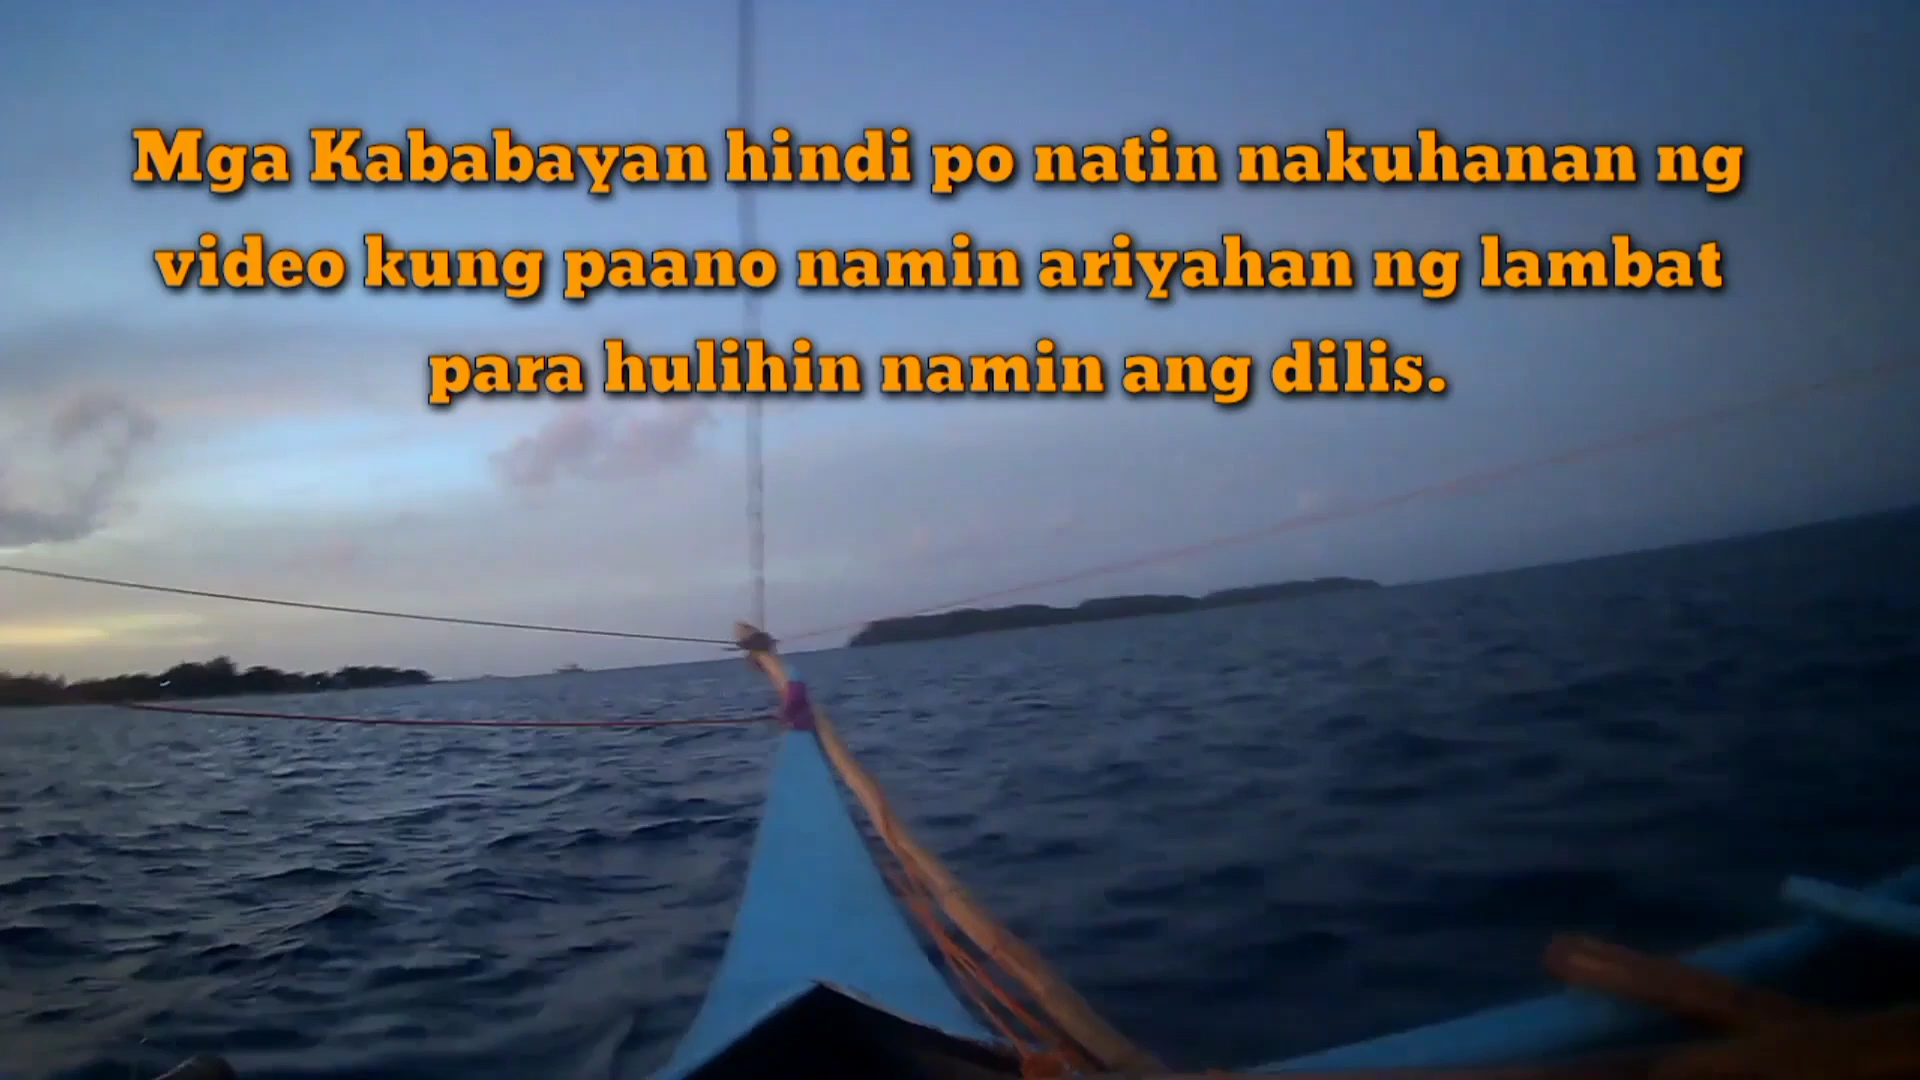 Mga Kababayan hindi po natin nakuhanan ng
video kung paano namin ariyahan ng lambat
para hulihin namin ang dilis.